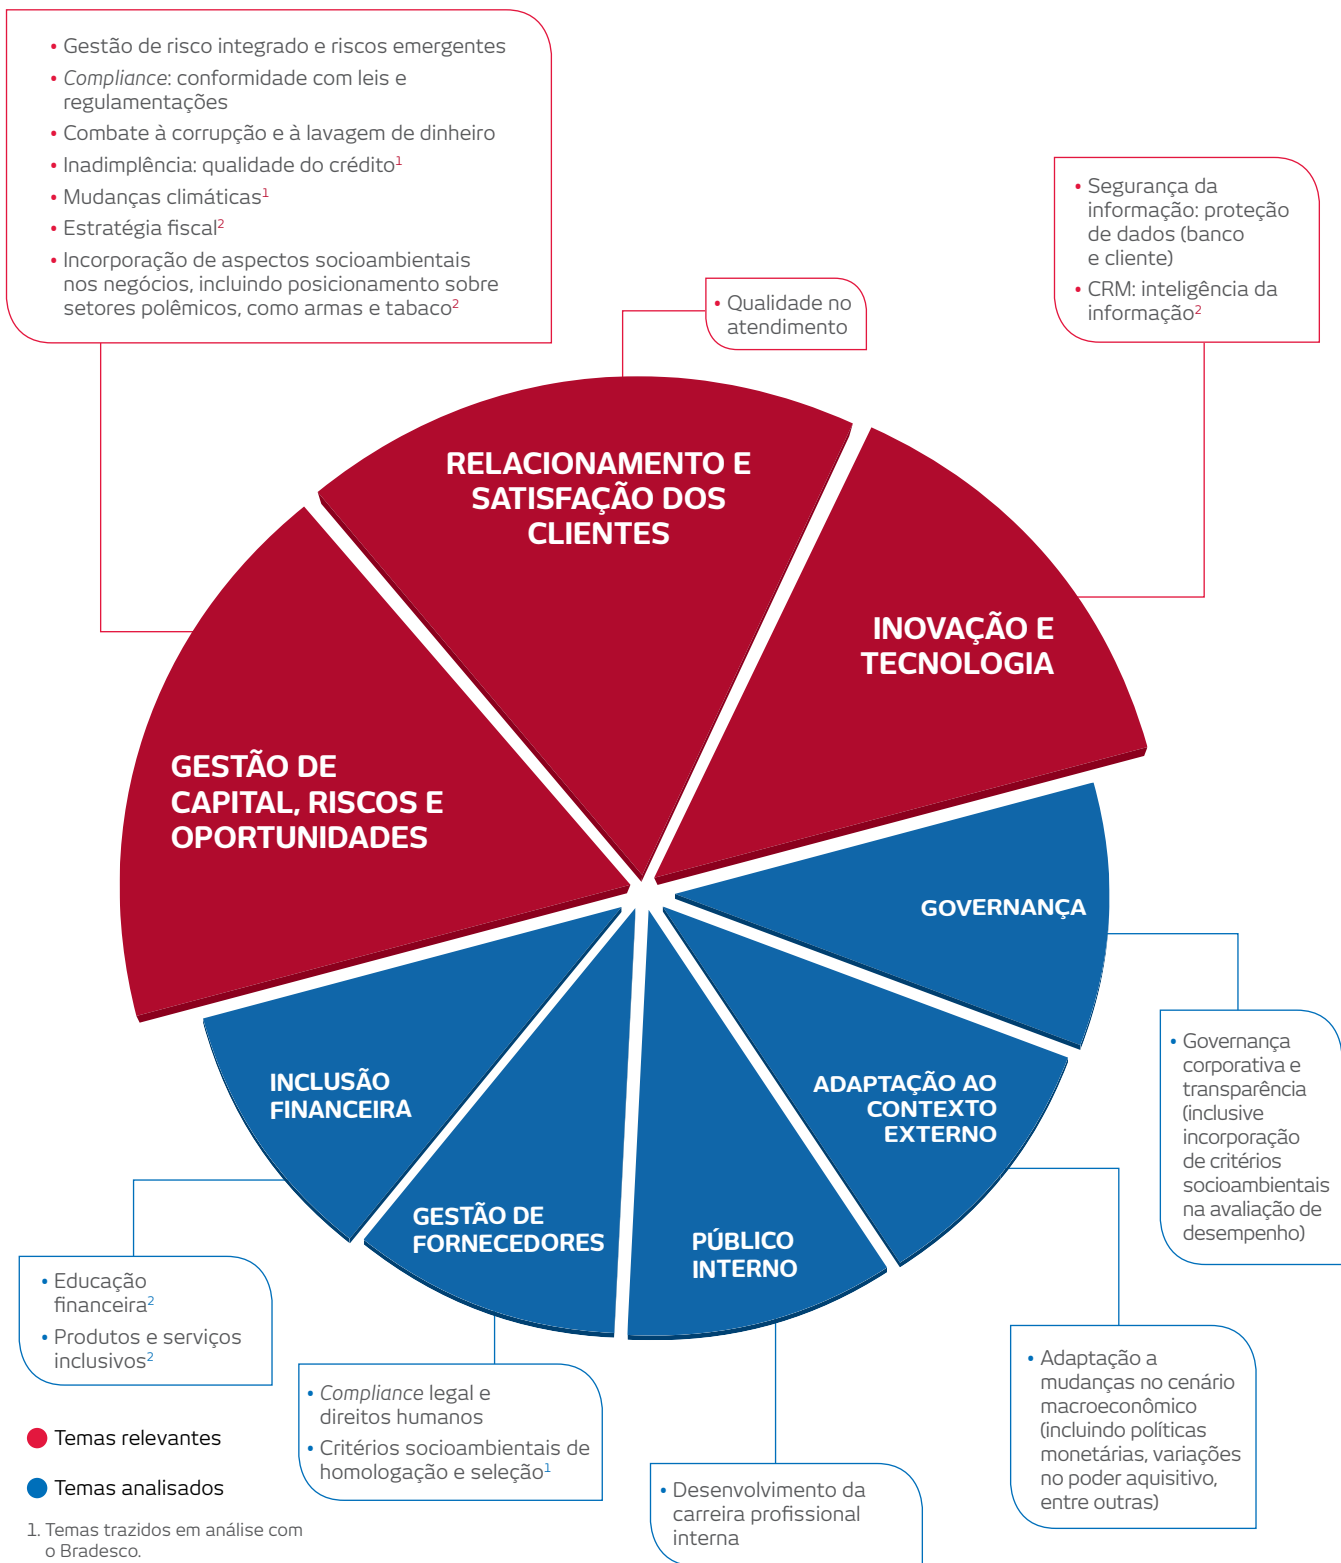 • Gestão de risco integrado e riscos emergentes
• Compliance: conformidade com leis e
regulamentações
• Combate à corrupção e à lavagem de dinheiro
• Inadimplência: qualidade do crédito¹
• Mudanças climáticas¹
• Estratégia fiscal²
• Incorporação de aspectos socioambientais
nos negócios, incluindo posicionamento sobre
setores polêmicos, como armas e tabaco²
• Qualidade no
atendimento
• Segurança da
informação: proteção
de dados (banco
e cliente)
• CRM: inteligência da
informação²
RELACIONAMENTO E
SATISFAÇÃO DOS
CLIENTES
INOVAÇÃO E
TECNOLOGIA
GESTÃO DE
CAPITAL, RISCOS E
OPORTUNIDADES
GOVERNANÇA
ADAPTAÇÃO AO
CONTEXTO
EXTERNO
INCLUSÃO
FINANCEIRA
GESTÃO DE
FORNECEDORES
PÚBLICO
INTERNO
• Governança
corporativa e
transparência
(inclusive
incorporação
de critérios
socioambientais
na avaliação de
desempenho)
• Educação
financeira²
• Produtos e serviços
inclusivos²
• Compliance legal e
direitos humanos
• Critérios socioambientais de
homologação e seleção¹
• Desenvolvimento da
carreira profissional
interna
• Adaptação a
mudanças no cenário
macroeconômico
(incluindo políticas
monetárias, variações
no poder aquisitivo,
entre outras)
Temas relevantes
Temas analisados
1. Temas trazidos em análise com
o Bradesco.